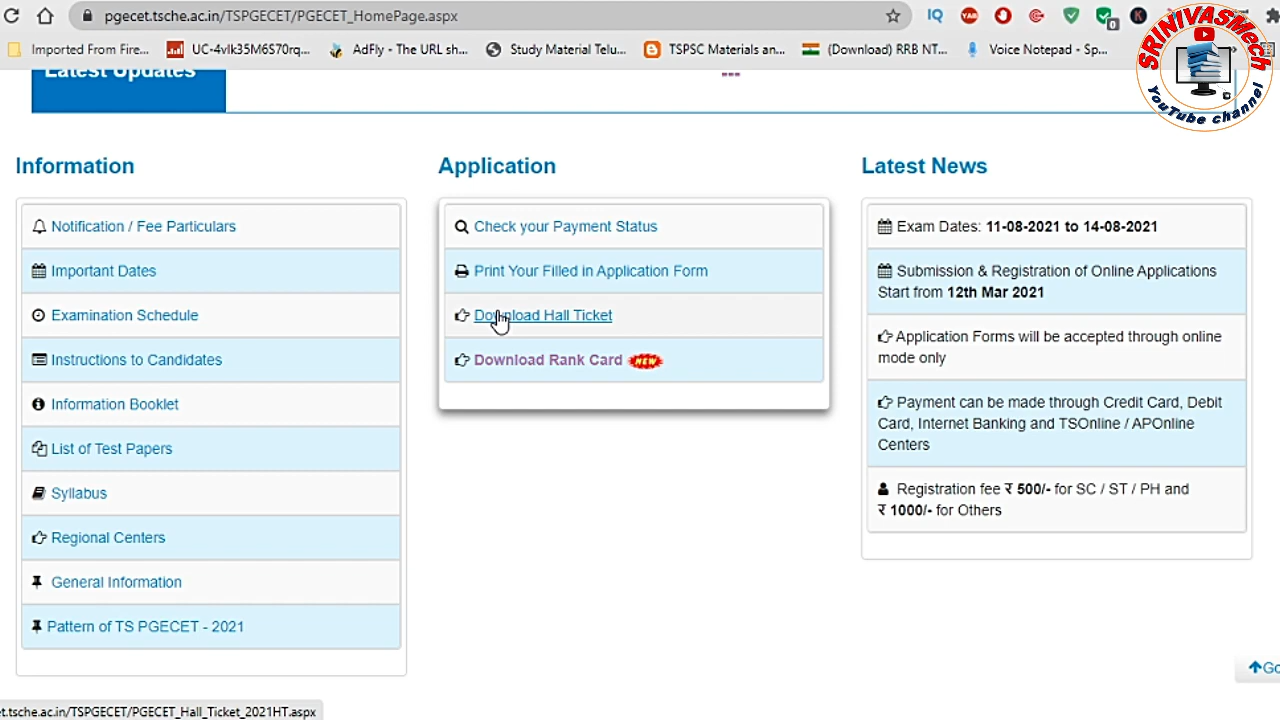 pgecet.tsche.ac.in/TSPGECET/PGECET_HomePage.aspx
Imported From Fire...
UC-4vlk35M6S70rq...
AdFly - The URL sh...
Study Material Telu...
TSPSC Materials an...
(Download) RRB NT...
Voice Notepad - Sp...
SRINIVASMech
YouTube channel
Latest Updates
Information
Notification / Fee Particulars
Important Dates
Examination Schedule
Instructions to Candidates
Information Booklet
List of Test Papers
Syllabus
Regional Centers
General Information
Pattern of TS PGECET - 2021
Application
Check your Payment Status
Print Your Filled in Application Form
Download Hall Ticket
Download Rank Card NEW
Latest News
Exam Dates: 11-08-2021 to 14-08-2021
Submission & Registration of Online Applications
Start from 12th Mar 2021
Application Forms will be accepted through online
mode only
Payment can be made through Credit Card, Debit
Card, Internet Banking and TSOnline / APOnline
Centers
Registration fee ₹ 500/- for SC / ST / PH and
₹ 1000/- for Others
Go
et.tsche.ac.in/TSPGECET/PGECET_Hall_Ticket_2021HT.aspx